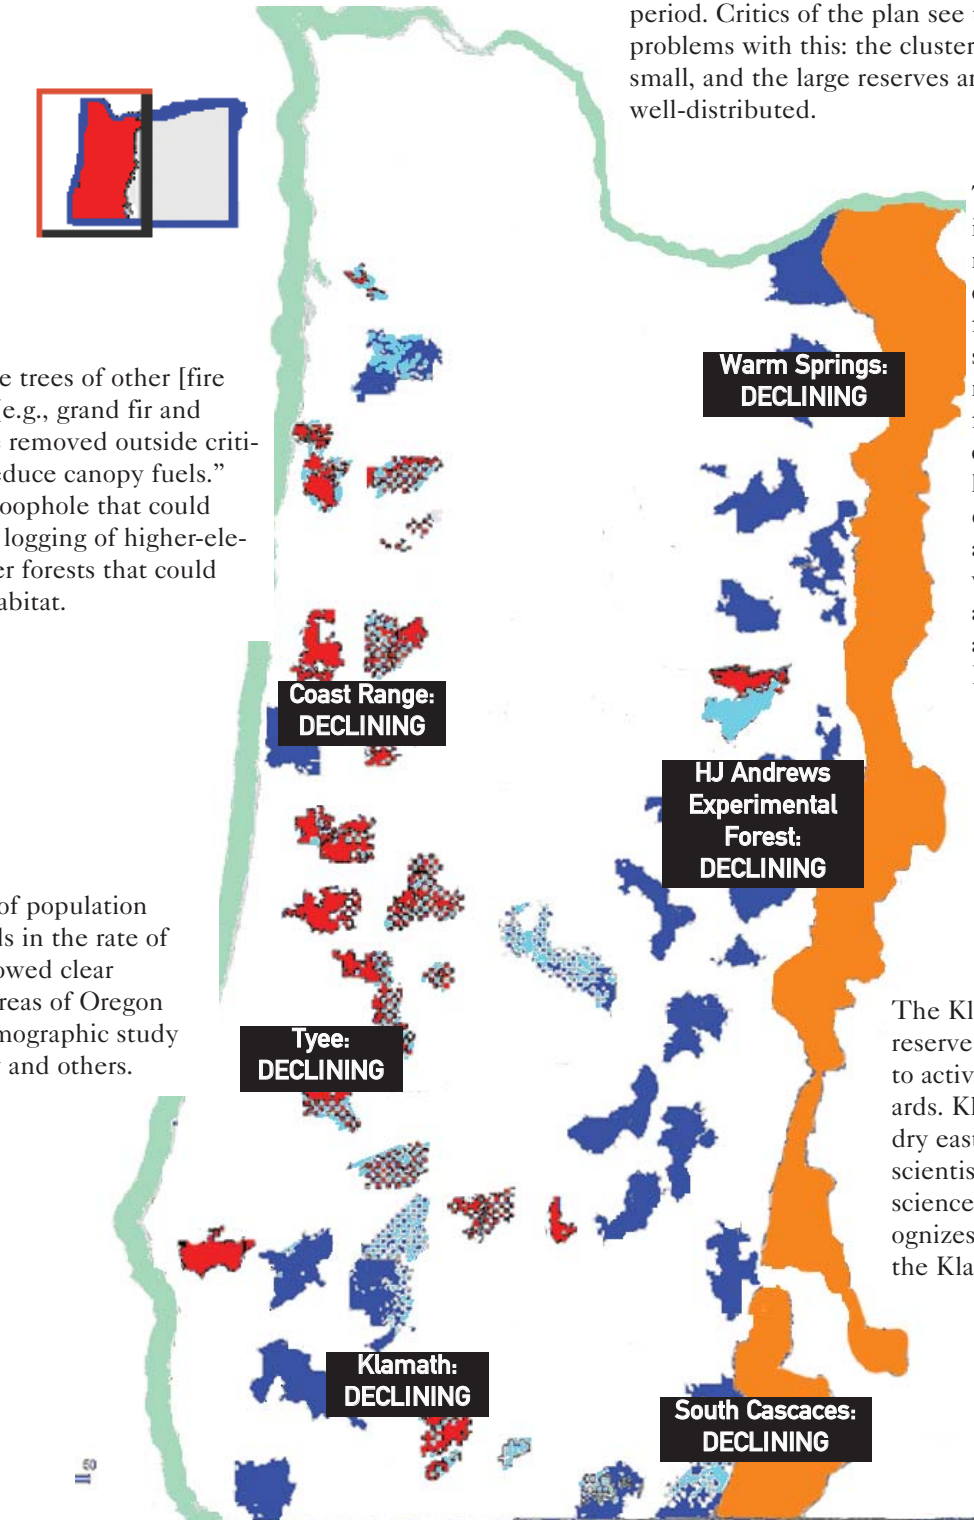 period. Critics of the plan see
problems with this: the cluster
small, and the large reserves
well-distributed.
e trees of other [fire
[e.g., grand fir and
removed outside criti-
educe canopy fuels.”
oophole that could
logging of higher-ele-
er forests that could
abitat.
Warm Springs:
DECLINING
Coast Range:
DECLINING
HJ Andrews
Experimental
Forest:
DECLINING
of population
ls in the rate of
owed clear
reas of Oregon
mographic study
and others.
Tyee:
DECLINING
The Kl
reserve
to activ
ards. Kl
dry east
scientis
science
ognizes
the Kla
Klamath:
DECLINING
South Cascaces:
DECLINING
50